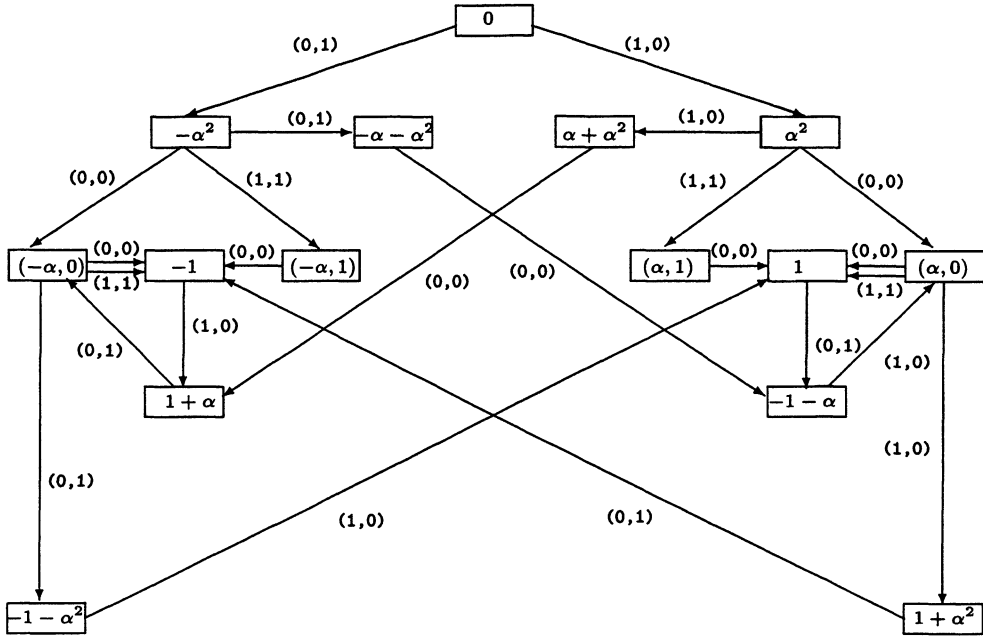 0
(0,1) (1,0)
−α² (0,1) −α − α² α + α² (1,0) α²
(0,0) (1,1) (1,1) (0,0)
(−α, 0) (0,0) (1,1) −1 (0,0) (−α, 1) (0,0) (0,0) (α, 1) (0,0) 1 (0,0) (1,1) (α, 0)
(0,1) (1,0) (0,1) (1,0)
1 + α −1 − α
(0,1) (1,0)
(1,0) (0,1)
−1 − α² 1 + α²